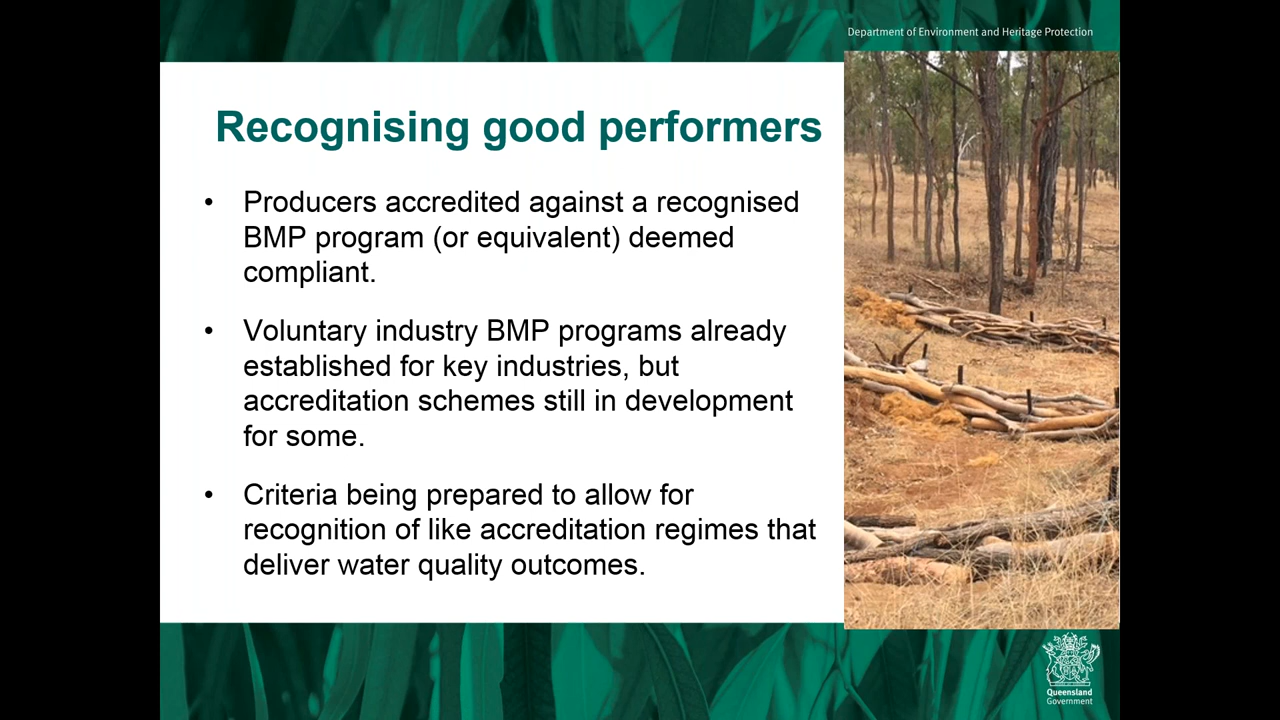 Department of Environment and Heritage Protection
Recognising good performers
• Producers accredited against a recognised
BMP program (or equivalent) deemed
compliant.
• Voluntary industry BMP programs already
established for key industries, but
accreditation schemes still in development
for some.
• Criteria being prepared to allow for
recognition of like accreditation regimes that
deliver water quality outcomes.
Queensland
Government